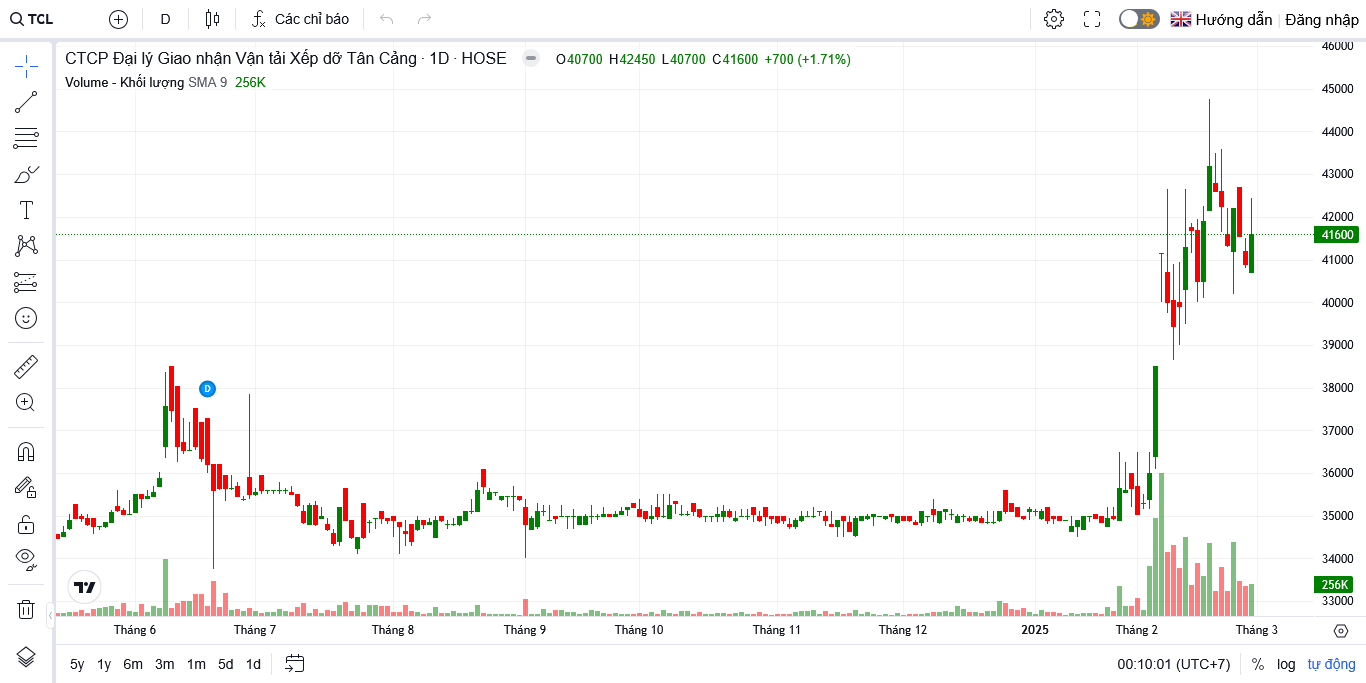 TCL D Các chỉ báo Hướng dẫn Đăng nhập
CTCP Đại lý Giao nhận Vận tải Xếp dỡ Tân Cảng · 1D · HOSE O40700 H42450 L40700 C41600 +700 (+1.71%)
Volume - Khối lượng SMA 9 256K
46000
45000
44000
43000
42000
41600
41000
40000
39000
38000
D
37000
36000
35000
34000
256K
33000
Tháng 6 Tháng 7 Tháng 8 Tháng 9 Tháng 10 Tháng 11 Tháng 12 2025 Tháng 2 Tháng 3
5y 1y 6m 3m 1m 5d 1d 00:10:01 (UTC+7) % log tự động